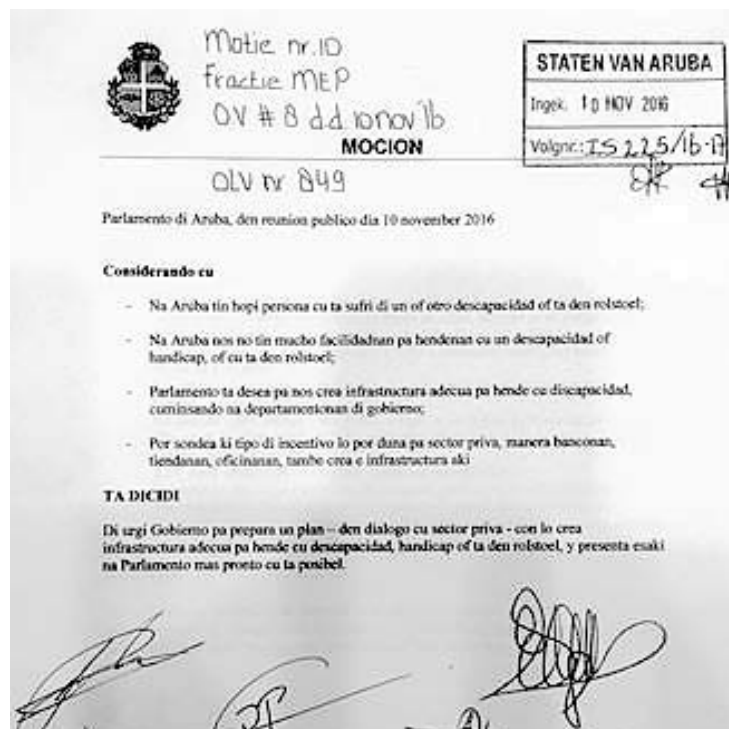 Motie nr. 10
fractie MEP
OV # 8 dd 10 nov 16
STATEN VAN ARUBA
Ingek. 10 NOV 2016
Volgnr.: IS 225/16-17
MOCION
OLV nr 849
Parlamento di Aruba, den reunion publico dia 10 november 2016
Considerando cu
- Na Aruba tin hopi persona cu ta sufri di un of otro descapacidad of ta den rolstoel;
- Na Aruba nos no tin mucho facilidadnan pa hendenan cu un descapacidad of
handicap, of cu ta den rolstoel;
- Parlamento ta desea pa nos crea infrastructura adecua pa hende cu discapacidad,
cuminsando na departamentonan di gobierno;
- Por sondea ki tipo di incentivo lo por duna pa sector priva, manera banconan,
tiendanan, oficinanan, tambe crea e infrastructura aki
TA DICIDI
Di urgi Gobierno pa prepara un plan – den dialogo cu sector priva - con lo crea
infrastructura adecua pa hende cu descapacidad, handicap of ta den rolstoel, y presenta esaki
na Parlamento mas pronto cu ta posibel.